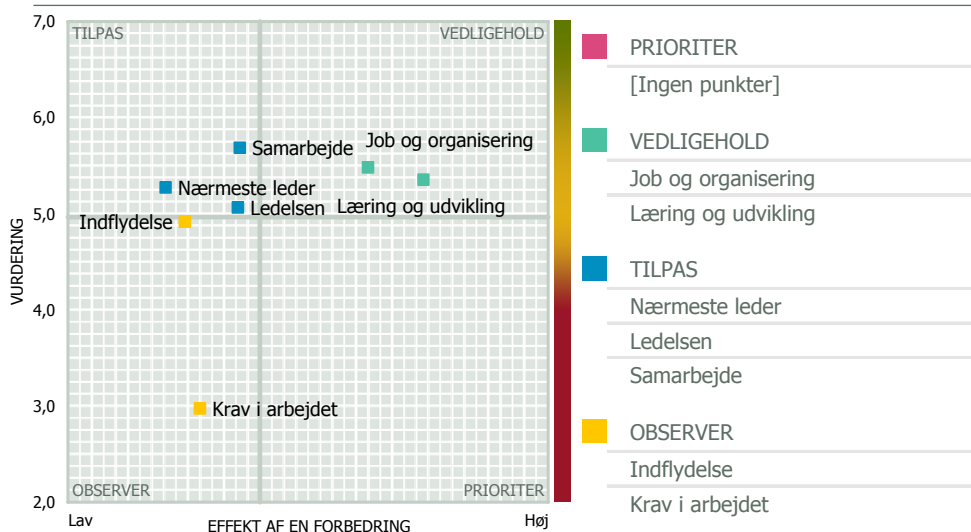 7,0
TILPAS
VEDLIGEHOLD
6,0
Samarbejde
Job og organisering
Nærmeste leder
Ledelsen
Læring og udvikling
5,0
Indflydelse
VURDERING
4,0
3,0
Krav i arbejdet
OBSERVER
PRIORITER
2,0
Lav
EFFEKT AF EN FORBEDRING
Høj
PRIORITER
[Ingen punkter]
VEDLIGEHOLD
Job og organisering
Læring og udvikling
TILPAS
Nærmeste leder
Ledelsen
Samarbejde
OBSERVER
Indflydelse
Krav i arbejdet